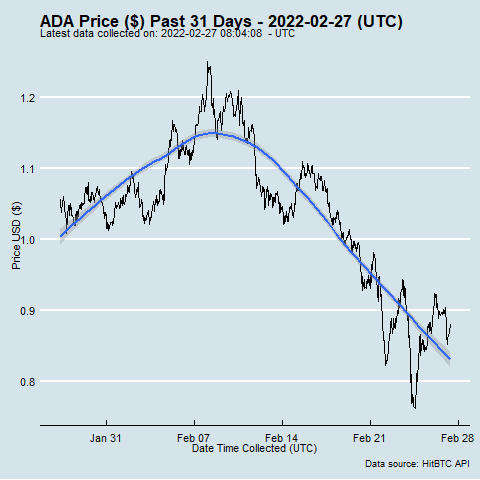 ADA Price ($) Past 31 Days - 2022-02-27 (UTC)
Latest data collected on: 2022-02-27 08:04:08 - UTC
1.2
1.1
1.0
0.9
0.8
Price USD ($)
Jan 31 Feb 07 Feb 14 Feb 21 Feb 28
Date Time Collected (UTC)
Data source: HitBTC API